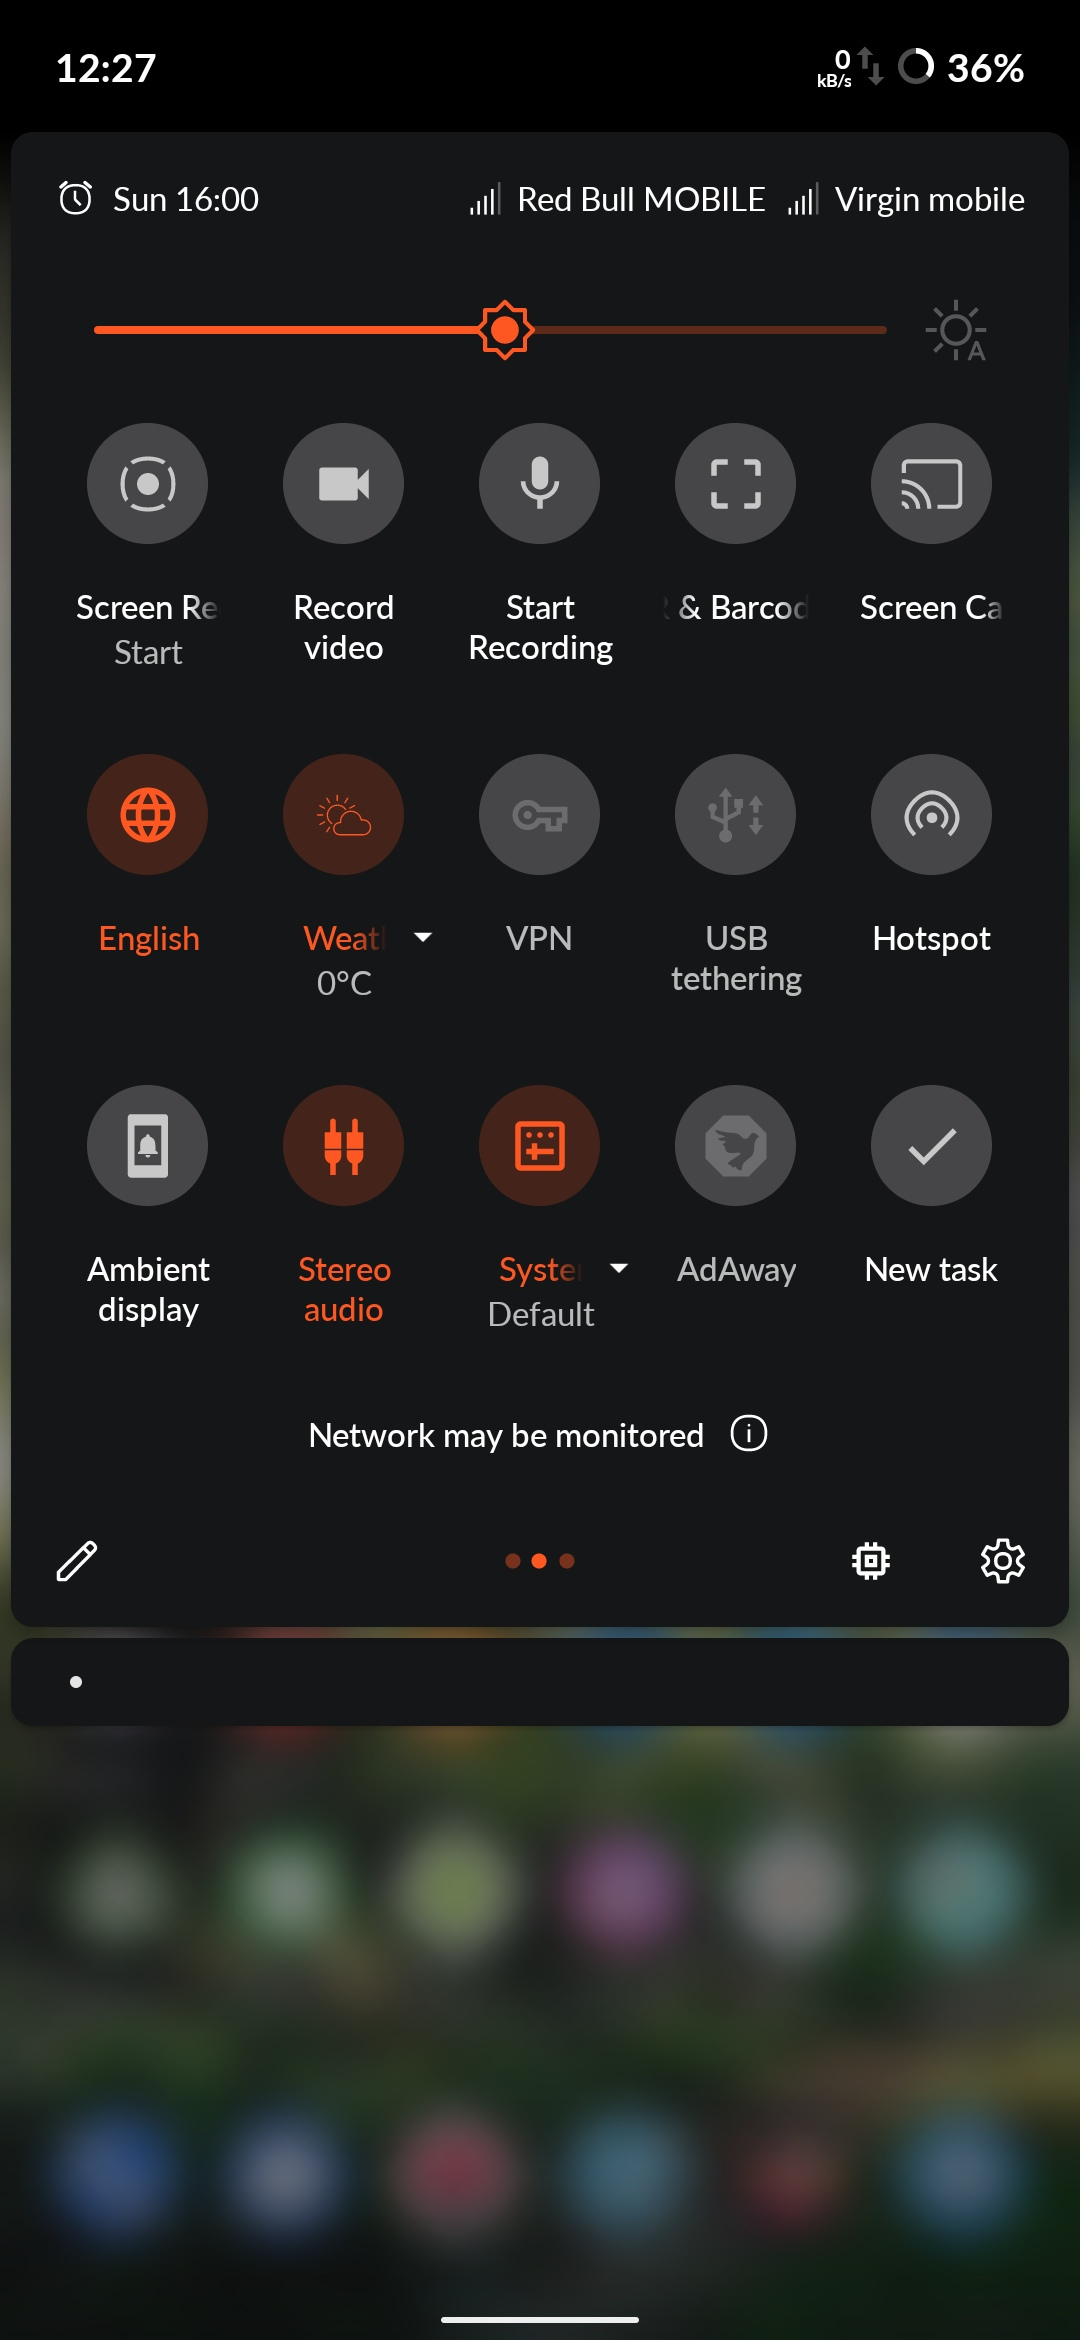 12:27
0
kB/s
36%
Sun 16:00
Red Bull MOBILE
Virgin mobile
A
Screen Re
Start
Record
video
Start
Recording
& Barcod
Screen Ca
English
Weat
0°C
VPN
USB
tethering
Hotspot
Ambient
display
Stereo
audio
Syste
Default
AdAway
New task
Network may be monitored